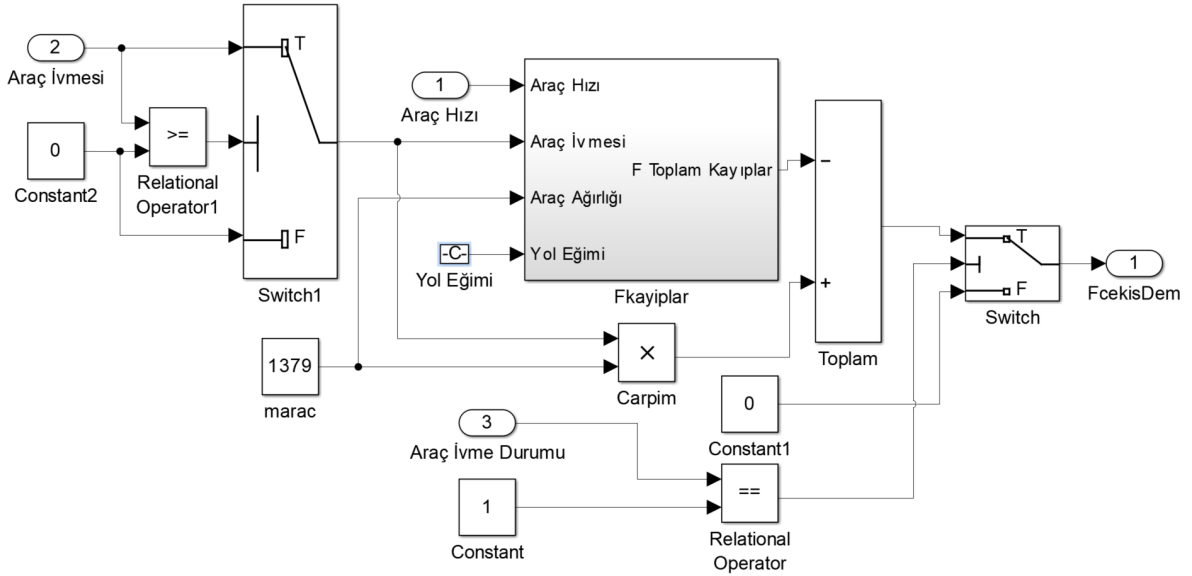 2
Araç İvmesi
0
Constant2
>=
Relational
Operator1
T
F
Switch1
1
Araç Hızı
-C-
Yol Eğimi
Araç Hızı
Araç İvmesi
Araç Ağırlığı
Yol Eğimi
F Toplam Kayıplar
Fkayiplar
1379
marac
×
Carpim
−
+
Toplam
3
Araç İvme Durumu
1
Constant
0
Constant1
==
Relational
Operator
T
F
Switch
1
FcekisDem